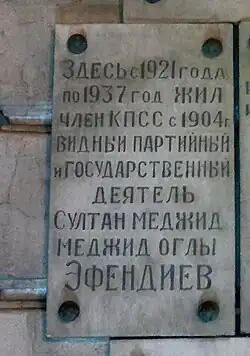 ЗДЕСЬ С 1921 ГОДА
ПО 1937 ГОД ЖИЛ
ЧЛЕН КПСС С 1904 Г.
ВИДНЫЙ ПАРТИЙНЫЙ
И ГОСУДАРСТВЕННЫЙ
ДЕЯТЕЛЬ
СУЛТАН МЕДЖИД
МЕДЖИД ОГЛЫ
ЭФЕНДИЕВ